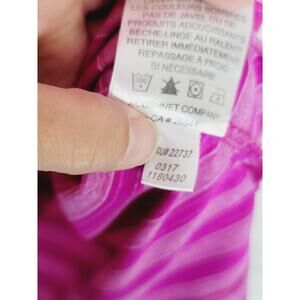 LES COULEURS SOMBRES
PAS DE JAVEL OU DE
PRODUITS ADOUCISSANTS
SÈCHE-LINGE AU RALENTI
RETIRER IMMÉDIATEMENT
REPASSAGE À FROID
SI NÉCESSAIRE
COMPANY
CA#
22737
0317
1180430